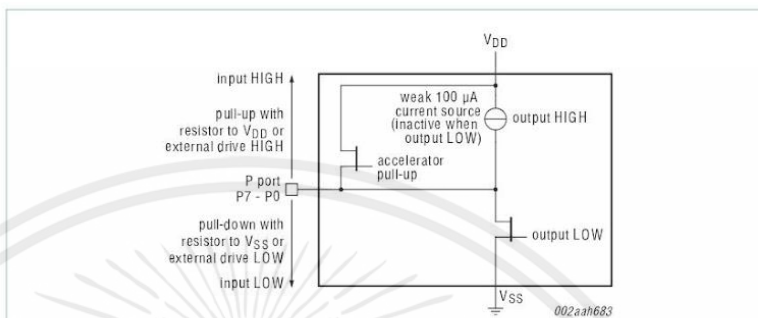 VDD
input HIGH
pull-up with
resistor to VDD or
external drive HIGH
P port
P7 - P0
pull-down with
resistor to VSS or
external drive LOW
input LOW
weak 100 µA
current source
(inactive when
output LOW)
output HIGH
accelerator
pull-up
output LOW
VSS
002aah683